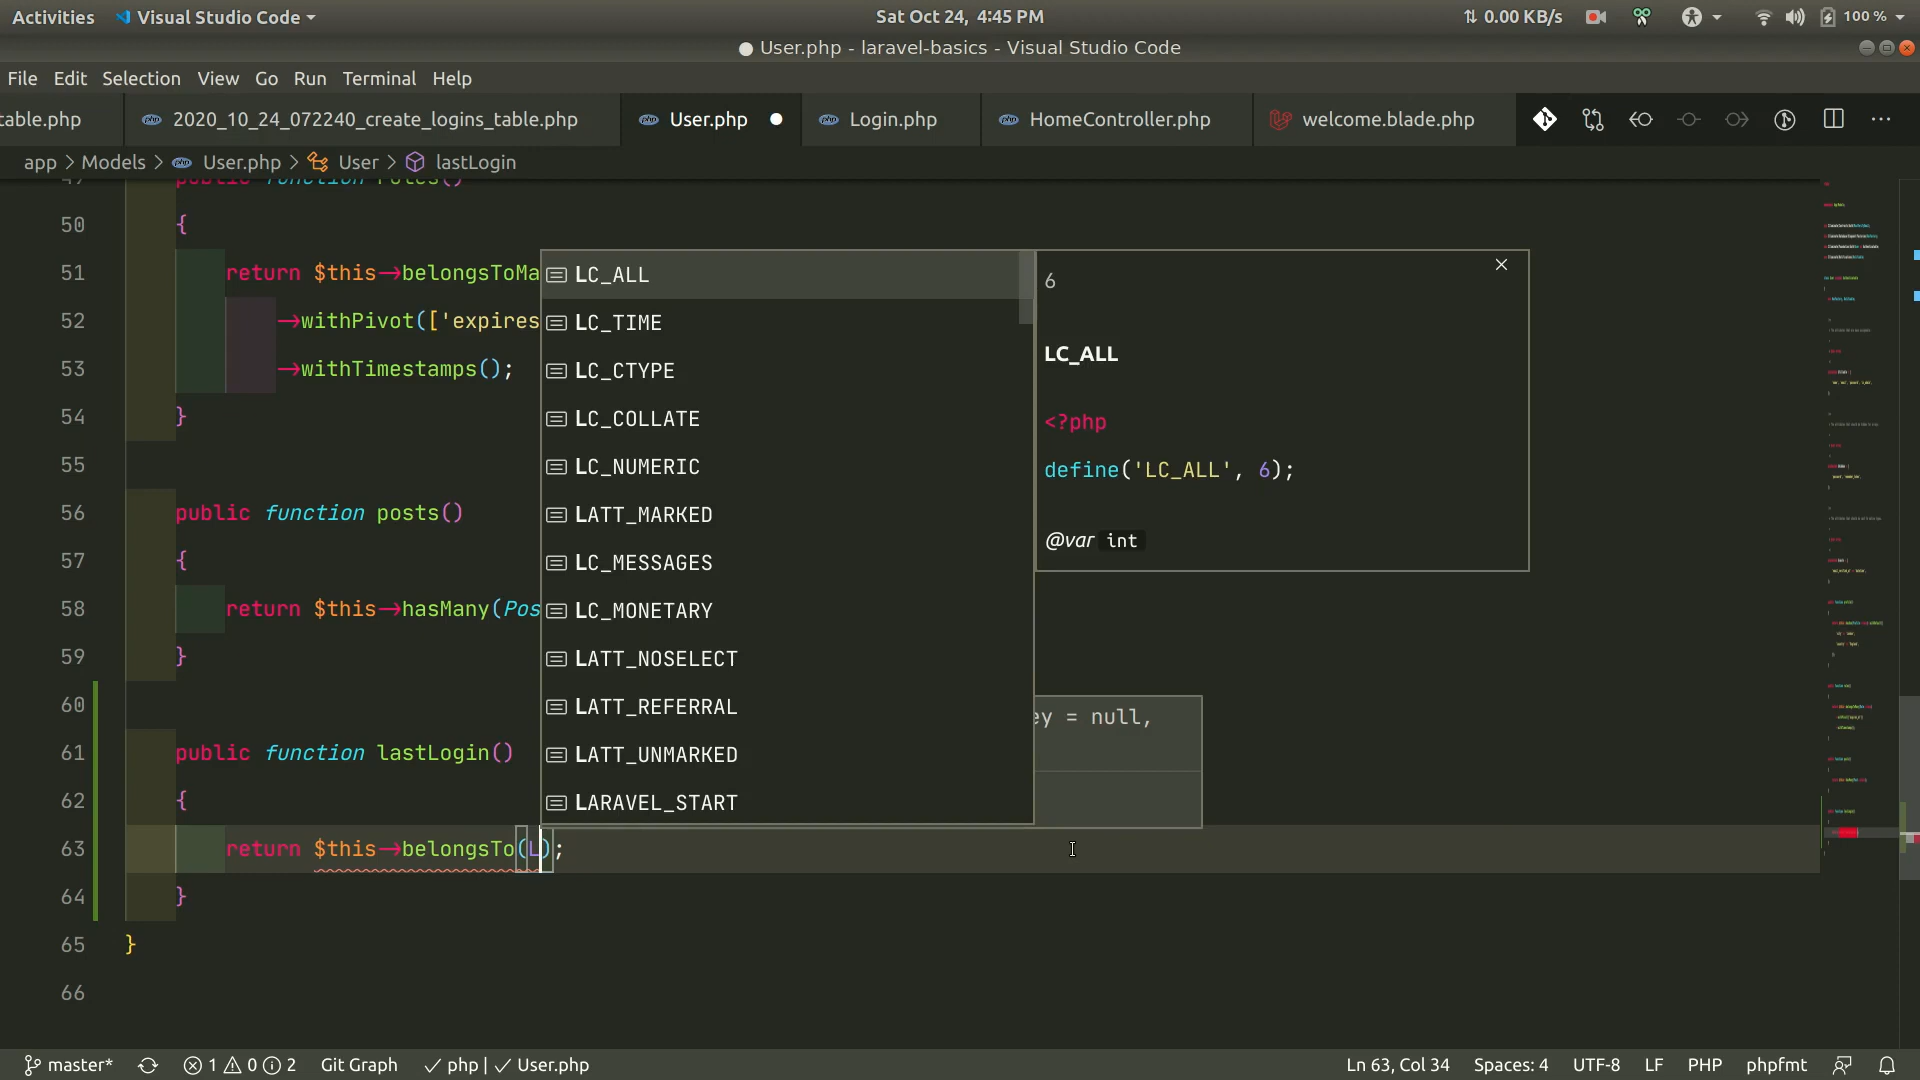 Activities Visual Studio Code Sat Oct 24, 4:45 PM 0.00 KB/s 100 %
● User.php - laravel-basics - Visual Studio Code
File Edit Selection View Go Run Terminal Help
table.php 2020_10_24_072240_create_logins_table.php User.php ● Login.php HomeController.php welcome.blade.php ...
app > Models > User.php > User > lastLogin
50 {
51 return $this->belongsToMa
52 ->withPivot(['expires
53 ->withTimestamps();
54 }
55
56 public function posts()
57 {
58 return $this->hasMany(Pos
59 }
60
61 public function lastLogin()
62 {
63 return $this->belongsTo(L);
64 }
65 }
66
LC_ALL
LC_TIME
LC_CTYPE
LC_COLLATE
LC_NUMERIC
LATT_MARKED
LC_MESSAGES
LC_MONETARY
LATT_NOSELECT
LATT_REFERRAL
LATT_UNMARKED
LARAVEL_START
6
LC_ALL
<?php
define('LC_ALL', 6);
@var int
ey = null,
master* 1 0 2 Git Graph ✓ php | ✓ User.php Ln 63, Col 34 Spaces: 4 UTF-8 LF PHP phpfmt